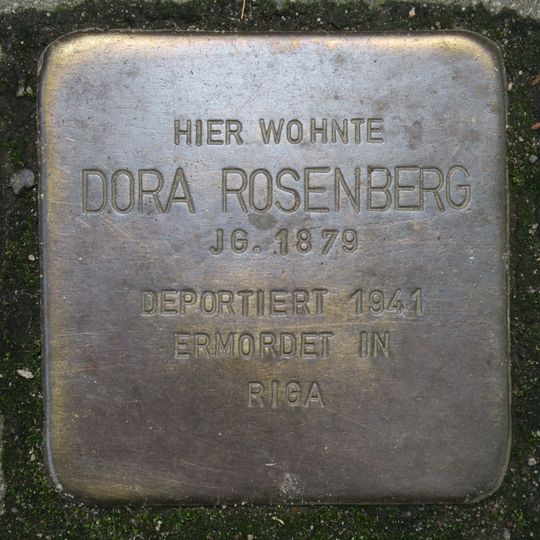 HIER WOHNTE
DORA ROSENBERG
JG. 1879
DEPORTIERT 1941
ERMORDET IN
RIGA